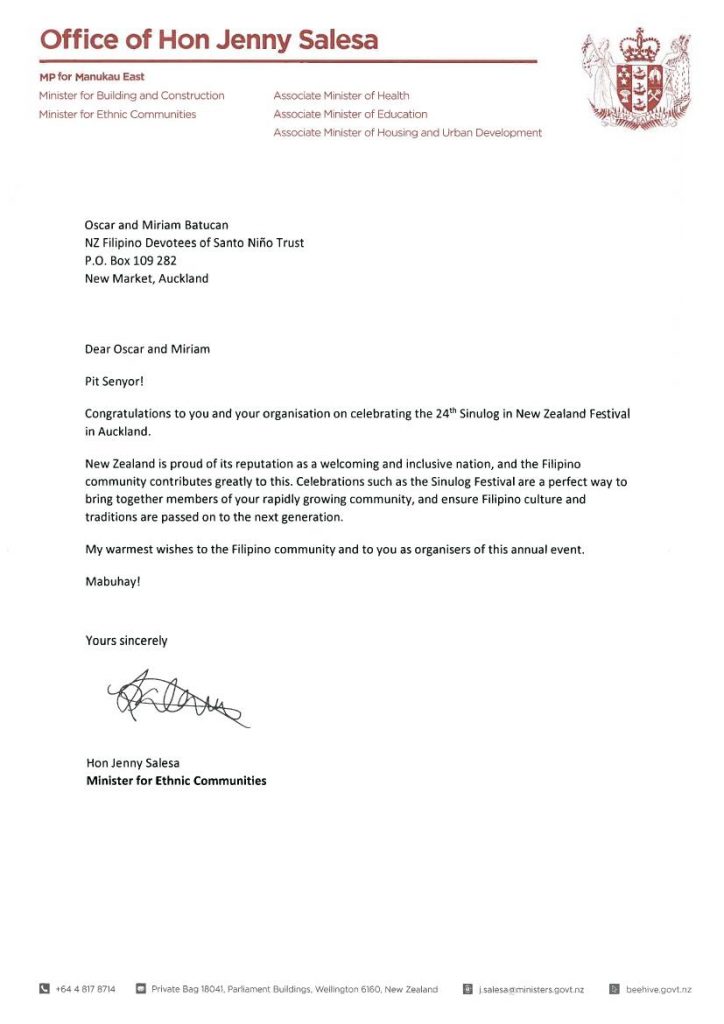 Office of Hon Jenny Salesa
MP for Manukau East
Minister for Building and Construction
Minister for Ethnic Communities
Associate Minister of Health
Associate Minister of Education
Associate Minister of Housing and Urban Development
NEW ZEALAND
Oscar and Miriam Batucan
NZ Filipino Devotees of Santo Niño Trust
P.O. Box 109 282
New Market, Auckland
Dear Oscar and Miriam
Pit Senyor!
Congratulations to you and your organisation on celebrating the 24th Sinulog in New Zealand Festival
in Auckland.
New Zealand is proud of its reputation as a welcoming and inclusive nation, and the Filipino
community contributes greatly to this. Celebrations such as the Sinulog Festival are a perfect way to
bring together members of your rapidly growing community, and ensure Filipino culture and
traditions are passed on to the next generation.
My warmest wishes to the Filipino community and to you as organisers of this annual event.
Mabuhay!
Yours sincerely
Hon Jenny Salesa
Minister for Ethnic Communities
+64 4 817 8714 Private Bag 18041, Parliament Buildings, Wellington 6160, New Zealand j.salesa@ministers.govt.nz beehive.govt.nz